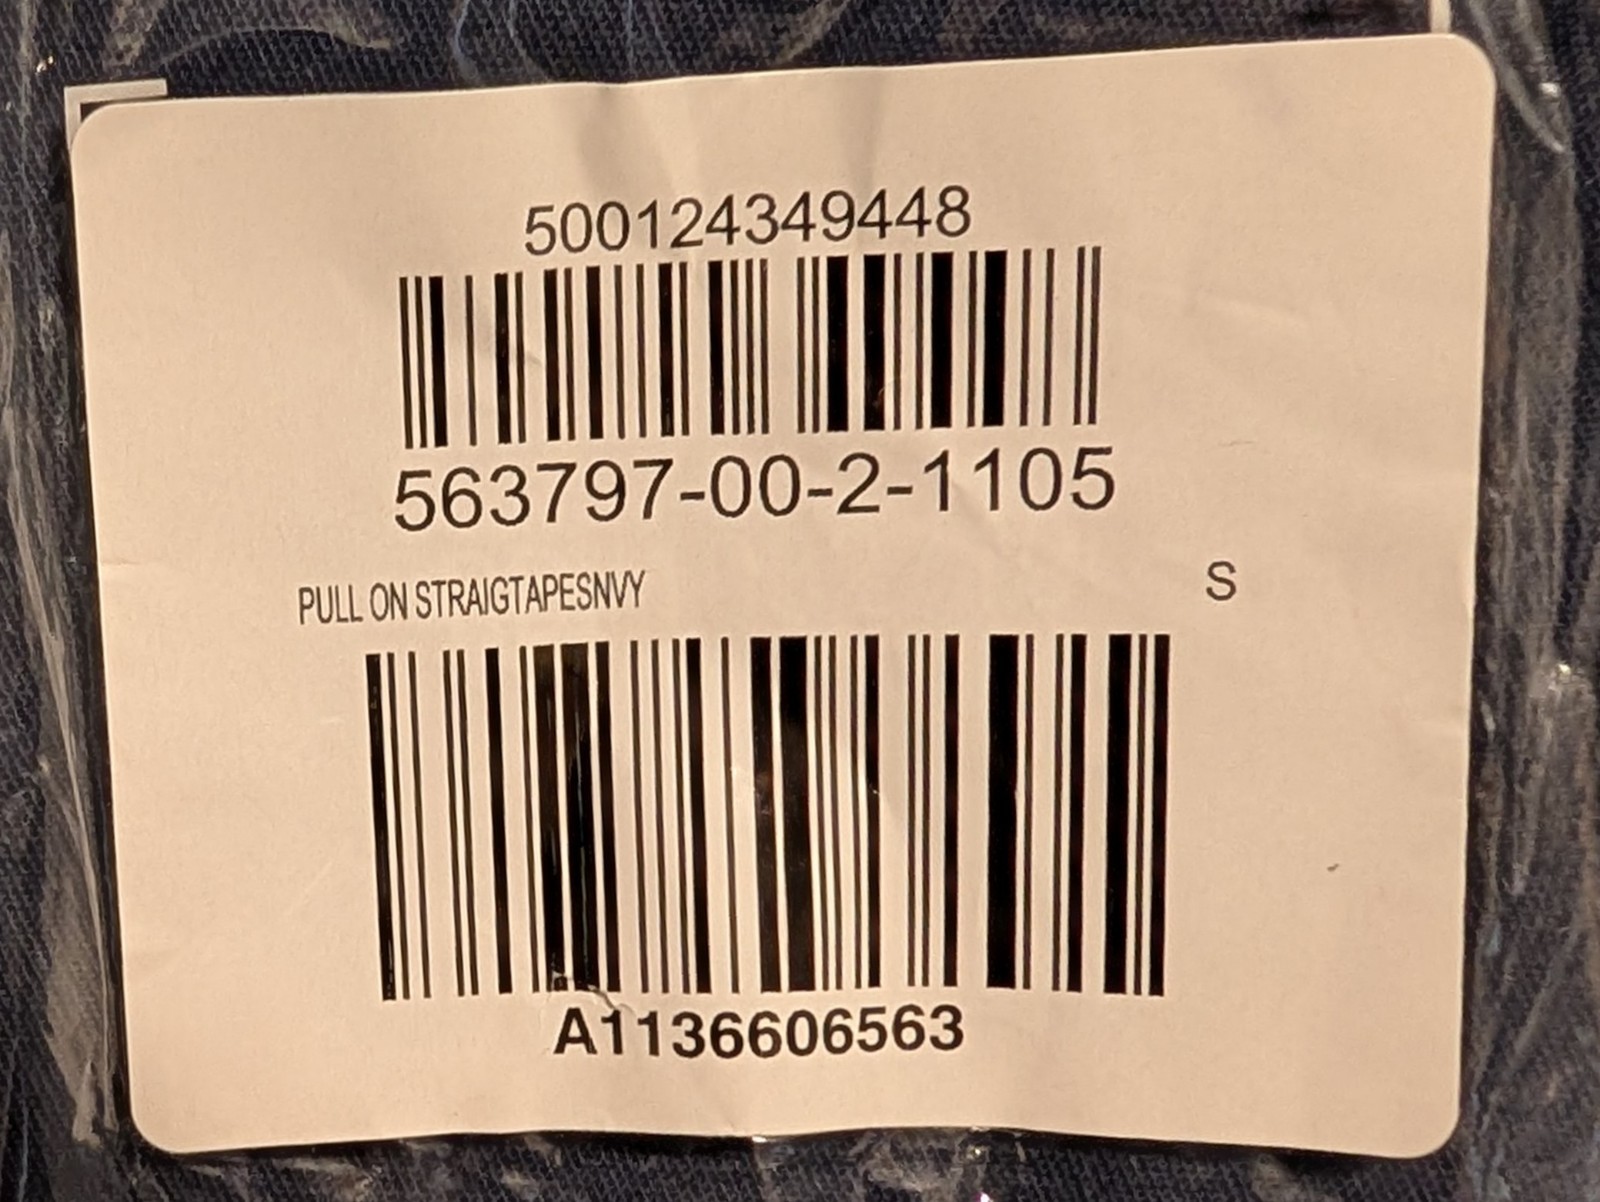 500124349448
563797-00-2-1105
PULL ON STRAIGTAPESNVY S
A1136606563